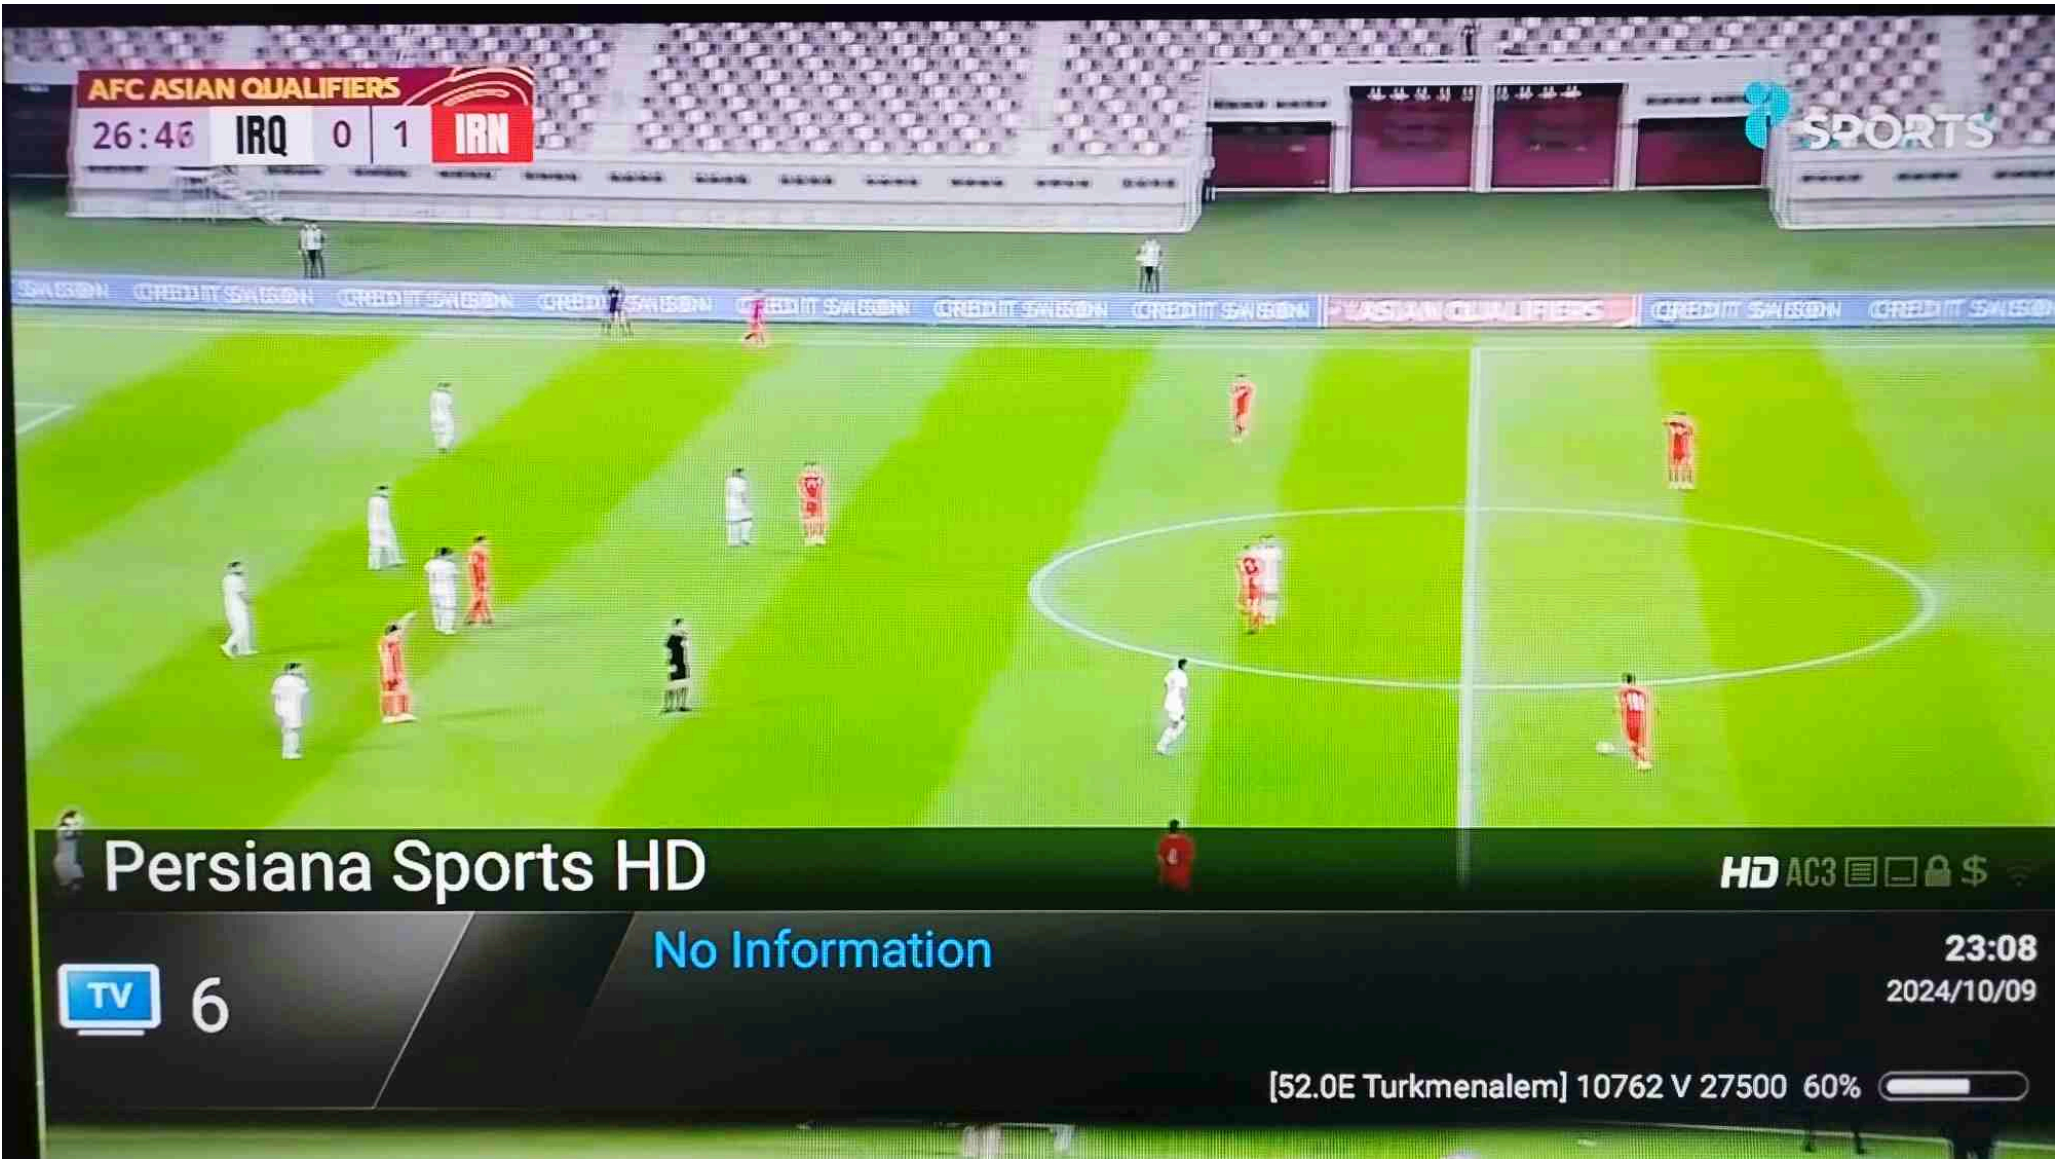 AFC ASIAN QUALIFIERS
26:46 IRQ 0 1 IRN
SPORTS
ASIAN QUALIFIERS
Persiana Sports HD
HD AC3 $
No Information
TV 6
23:08
2024/10/09
[52.0E Turkmenalem] 10762 V 27500 60%